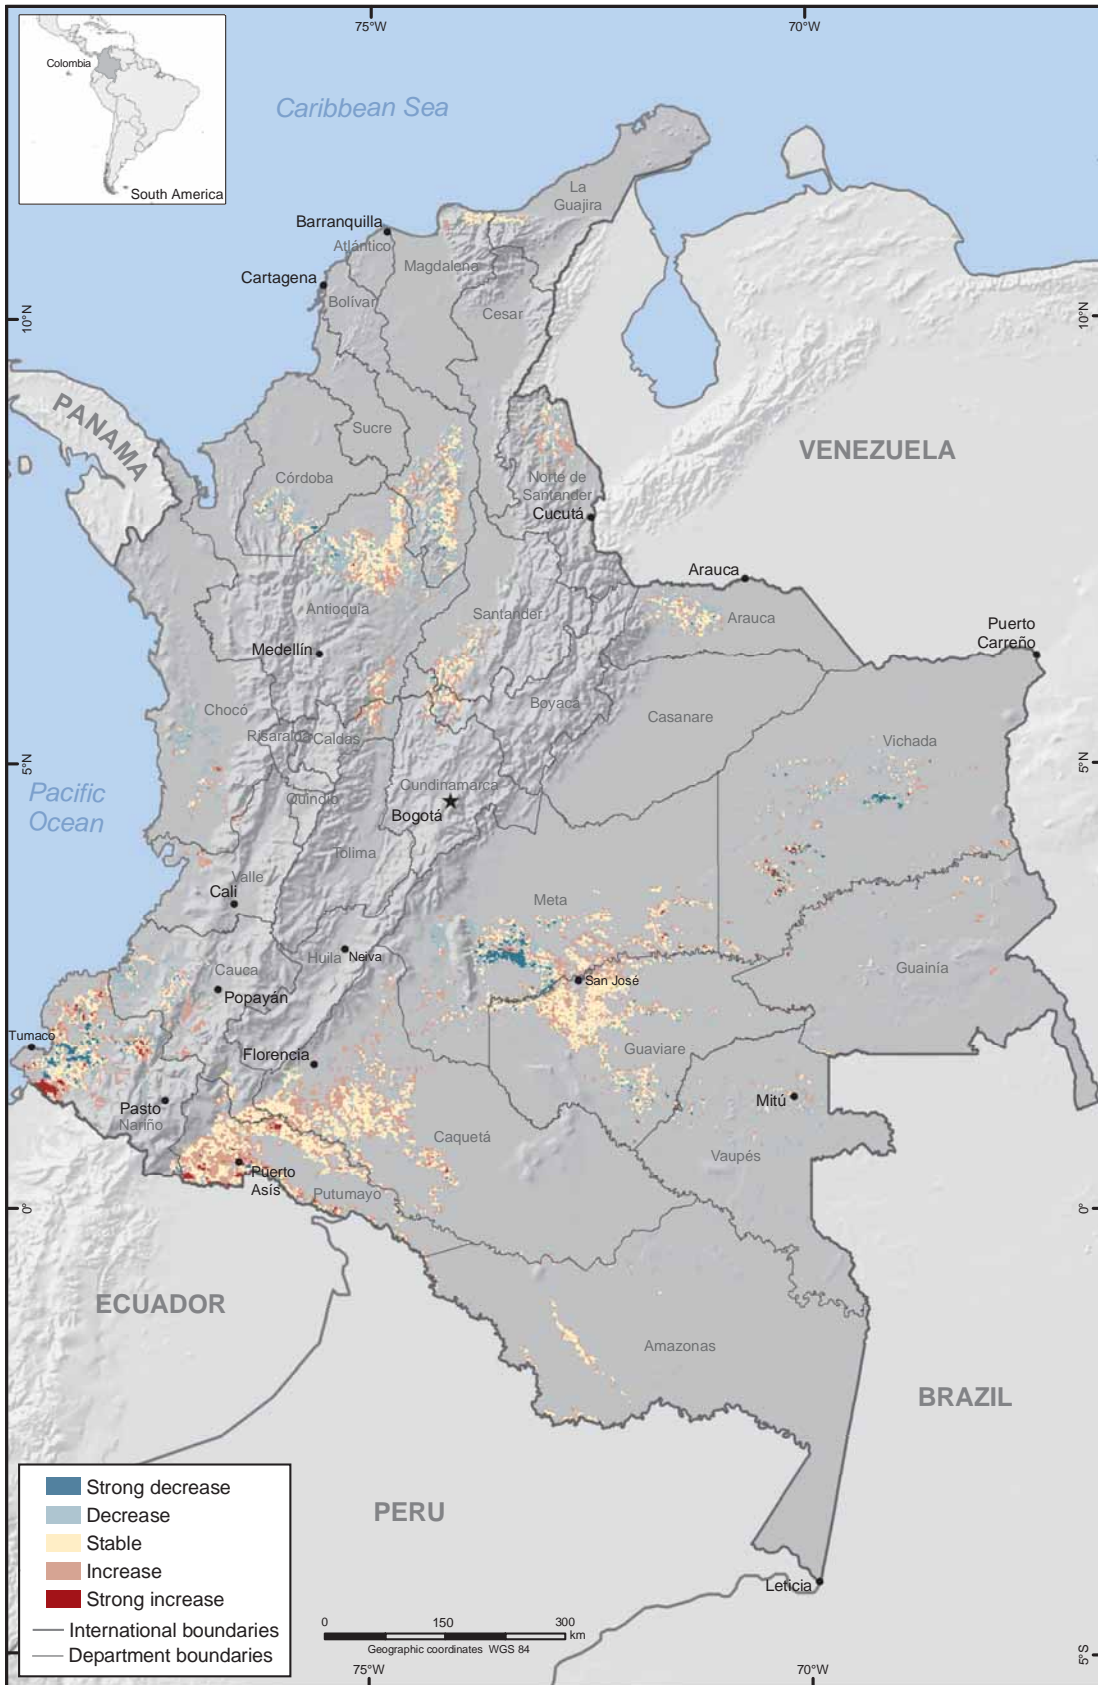 75°W
70°W
Colombia
South America
Caribbean Sea
La
Guajira
Barranquilla
Atlántico
Magdalena
Cartagena
Bolívar
Cesar
10°N
10°N
PANAMA
Sucre
VENEZUELA
Córdoba
Norte de
Santander
Cucutá
Arauca
Antioquia
Santander
Arauca
Puerto
Carreño
Medellín
Chocó
Boyacá
Casanare
Risaralda
Caldas
Vichada
5°N
5°N
Pacific
Ocean
Quindío
Cundinamarca
Bogotá
Tolima
Valle
Cali
Meta
Huila
Neiva
Cauca
Popayán
San José
Guainía
Tumaco
Florencia
Guaviare
Pasto
Nariño
Mitú
Caquetá
Vaupés
Puerto
Asís
Putumayo
0°
0°
ECUADOR
Amazonas
BRAZIL
PERU
Strong decrease
Decrease
Stable
Increase
Strong increase
International boundaries
Department boundaries
Leticia
0 150 300
km
Geographic coordinates WGS 84
5°S
75°W
70°W